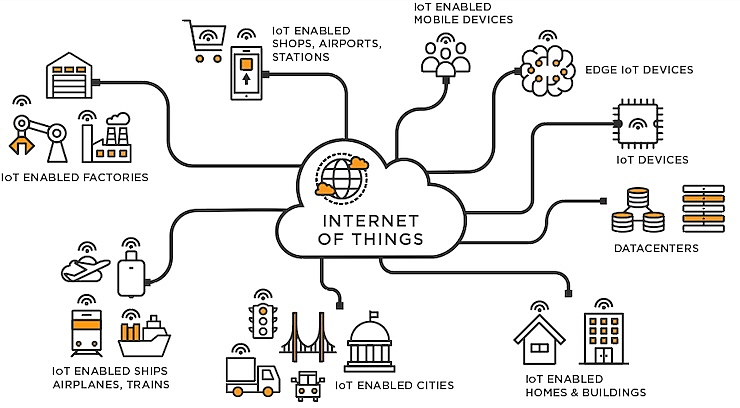 IoT ENABLED
MOBILE DEVICES
IoT ENABLED
SHOPS, AIRPORTS,
STATIONS
EDGE IoT DEVICES
IoT DEVICES
IoT ENABLED FACTORIES
INTERNET
OF THINGS
DATACENTERS
IoT ENABLED SHIPS
AIRPLANES, TRAINS
IoT ENABLED CITIES
IoT ENABLED
HOMES & BUILDINGS